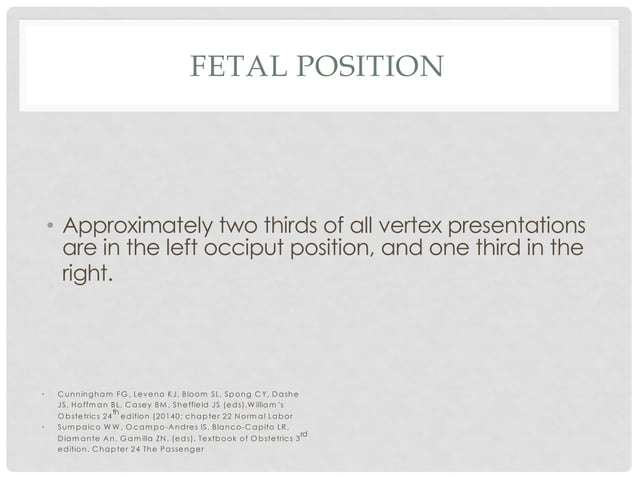 FETAL POSITION
• Approximately two thirds of all vertex presentations
are in the left occiput position, and one third in the
right.
• Cunningham FG, Leveno KJ, Bloom SL, Spong CY, Dashe
JS, Hoffman BL, Casey BM, Sheffield JS (eds).William's
Obstetrics 24th edition (20140; chapter 22 Normal Labor
• Sumpaico WW, Ocampo-Andres IS, Blanco-Capito LR,
Diamante An, Gamilla ZN. (eds). Textbook of Obstetrics 3rd
edition. Chapter 24 The Passenger